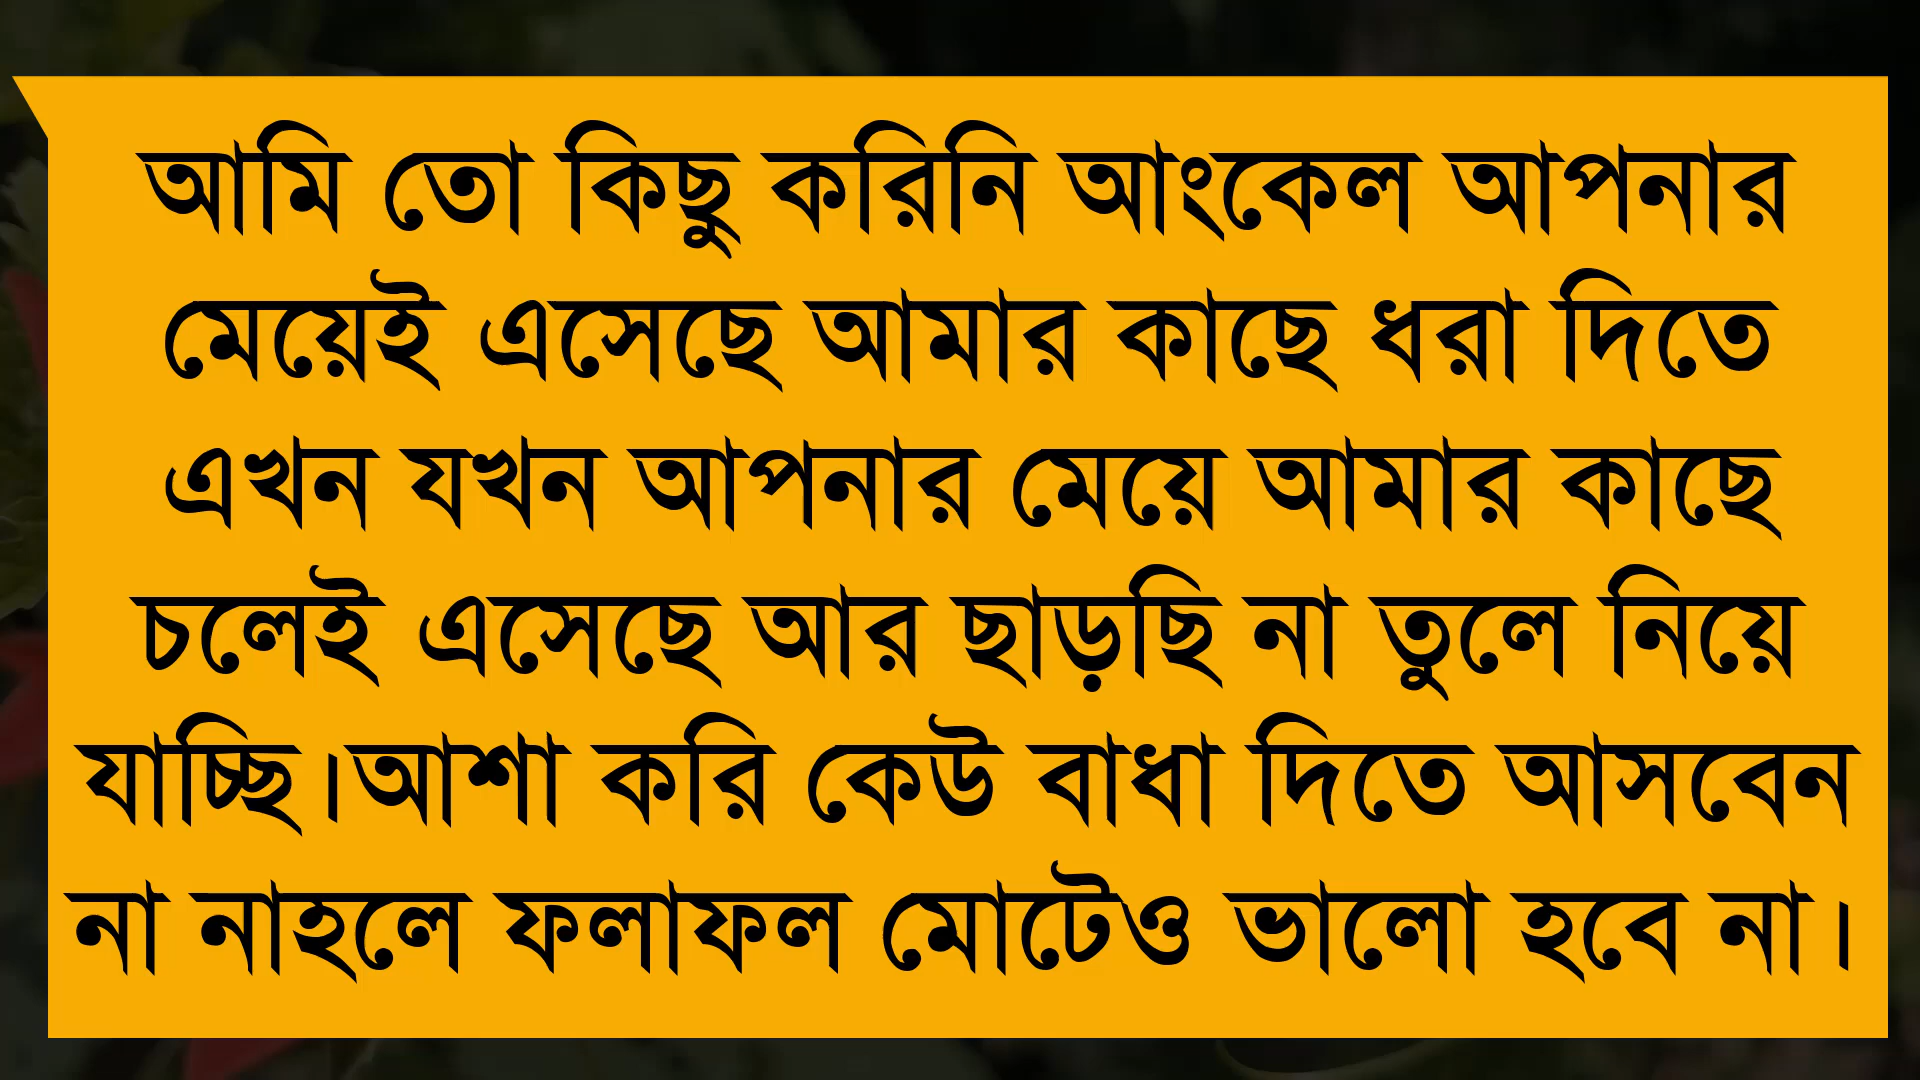 আমি তো কিছু করিনি আংকেল আপনার
মেয়েই এসেছে আমার কাছে ধরা দিতে
এখন যখন আপনার মেয়ে আমার কাছে
চলেই এসেছে আর ছাড়ছি না তুলে নিয়ে
যাচ্ছি।আশা করি কেউ বাধা দিতে আসবেন
না নাহলে ফলাফল মোটেও ভালো হবে না।